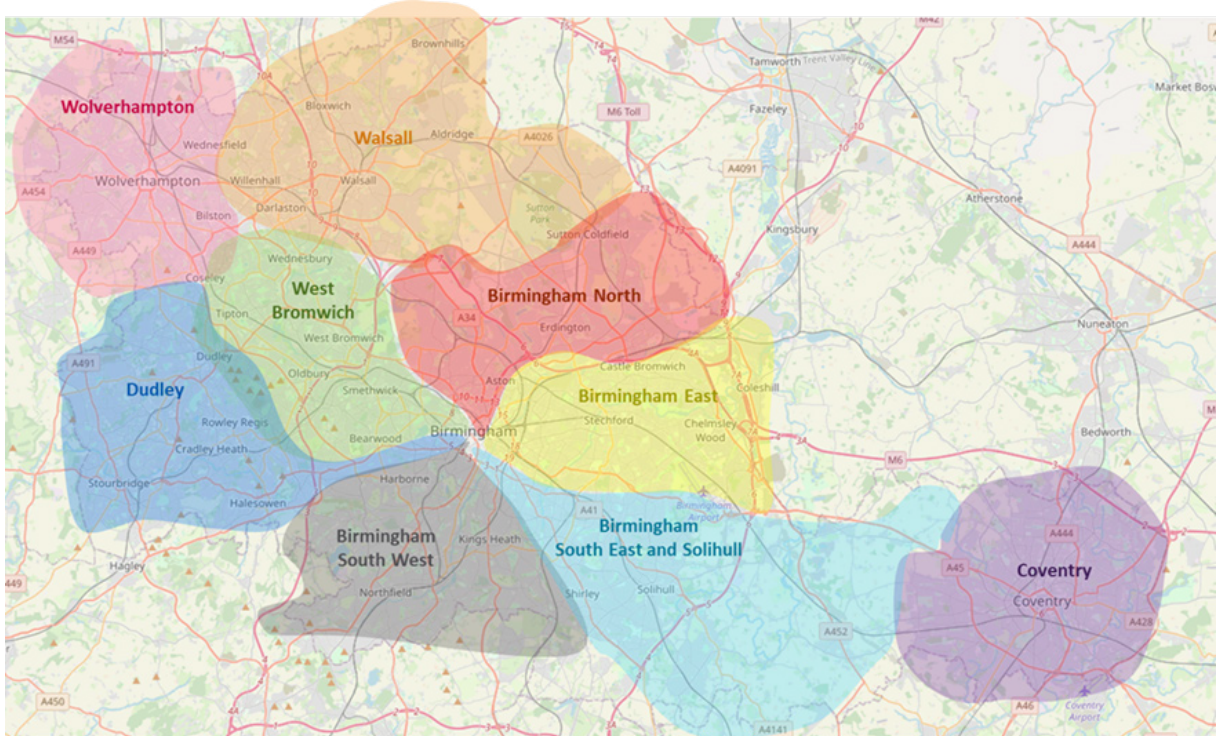 M42
M54
Brownhills
10A
Tamworth
Trent Valley Line
Wolverhampton
Bloxwich
M6 Toll
Fazeley
Market Bosw
Wednesfield
Walsall
Aldridge
A4026
A4091
A454
Wolverhampton
Willenhall
Walsall
Atherstone
Darlaston
Sutton
Park
Bilston
Sutton Coldfield
Kingsbury
A449
Wednesbury
A444
Coseley
West
Bromwich
Birmingham North
Tipton
A34
Erdington
Nuneaton
West Bromwich
Dudley
A491
Castle Bromwich
Oldbury
Aston
Coleshill
Dudley
Smethwick
Birmingham East
Rowley Regis
Stechford
Chelmsley
Wood
Bearwood
Birmingham
Bedworth
Cradley Heath
M6
Stourbridge
Harborne
Halesowen
A41
Birmingham
Airport
Birmingham
South East and Solihull
Birmingham
South West
Kings Heath
A444
Hagley
A45
Coventry
449
Northfield
Shirley
Solihull
Coventry
A428
A452
A450
A46
Coventry
Airport
A4141